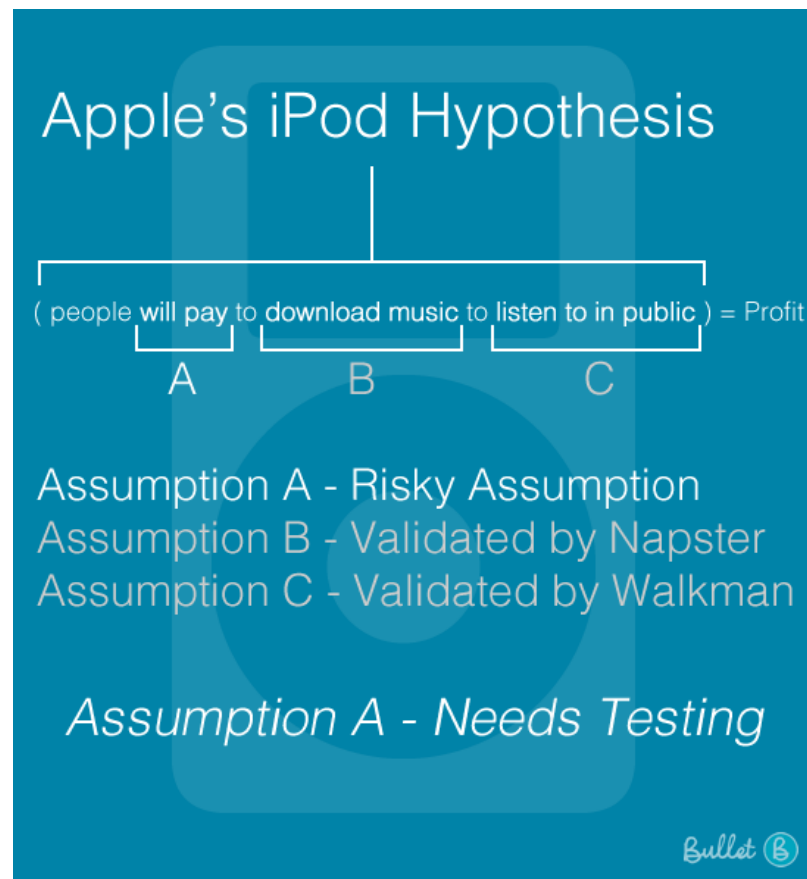 Apple’s iPod Hypothesis
( people will pay to download music to listen to in public ) = Profit
A B C
Assumption A - Risky Assumption
Assumption B - Validated by Napster
Assumption C - Validated by Walkman
Assumption A - Needs Testing
Bullet B